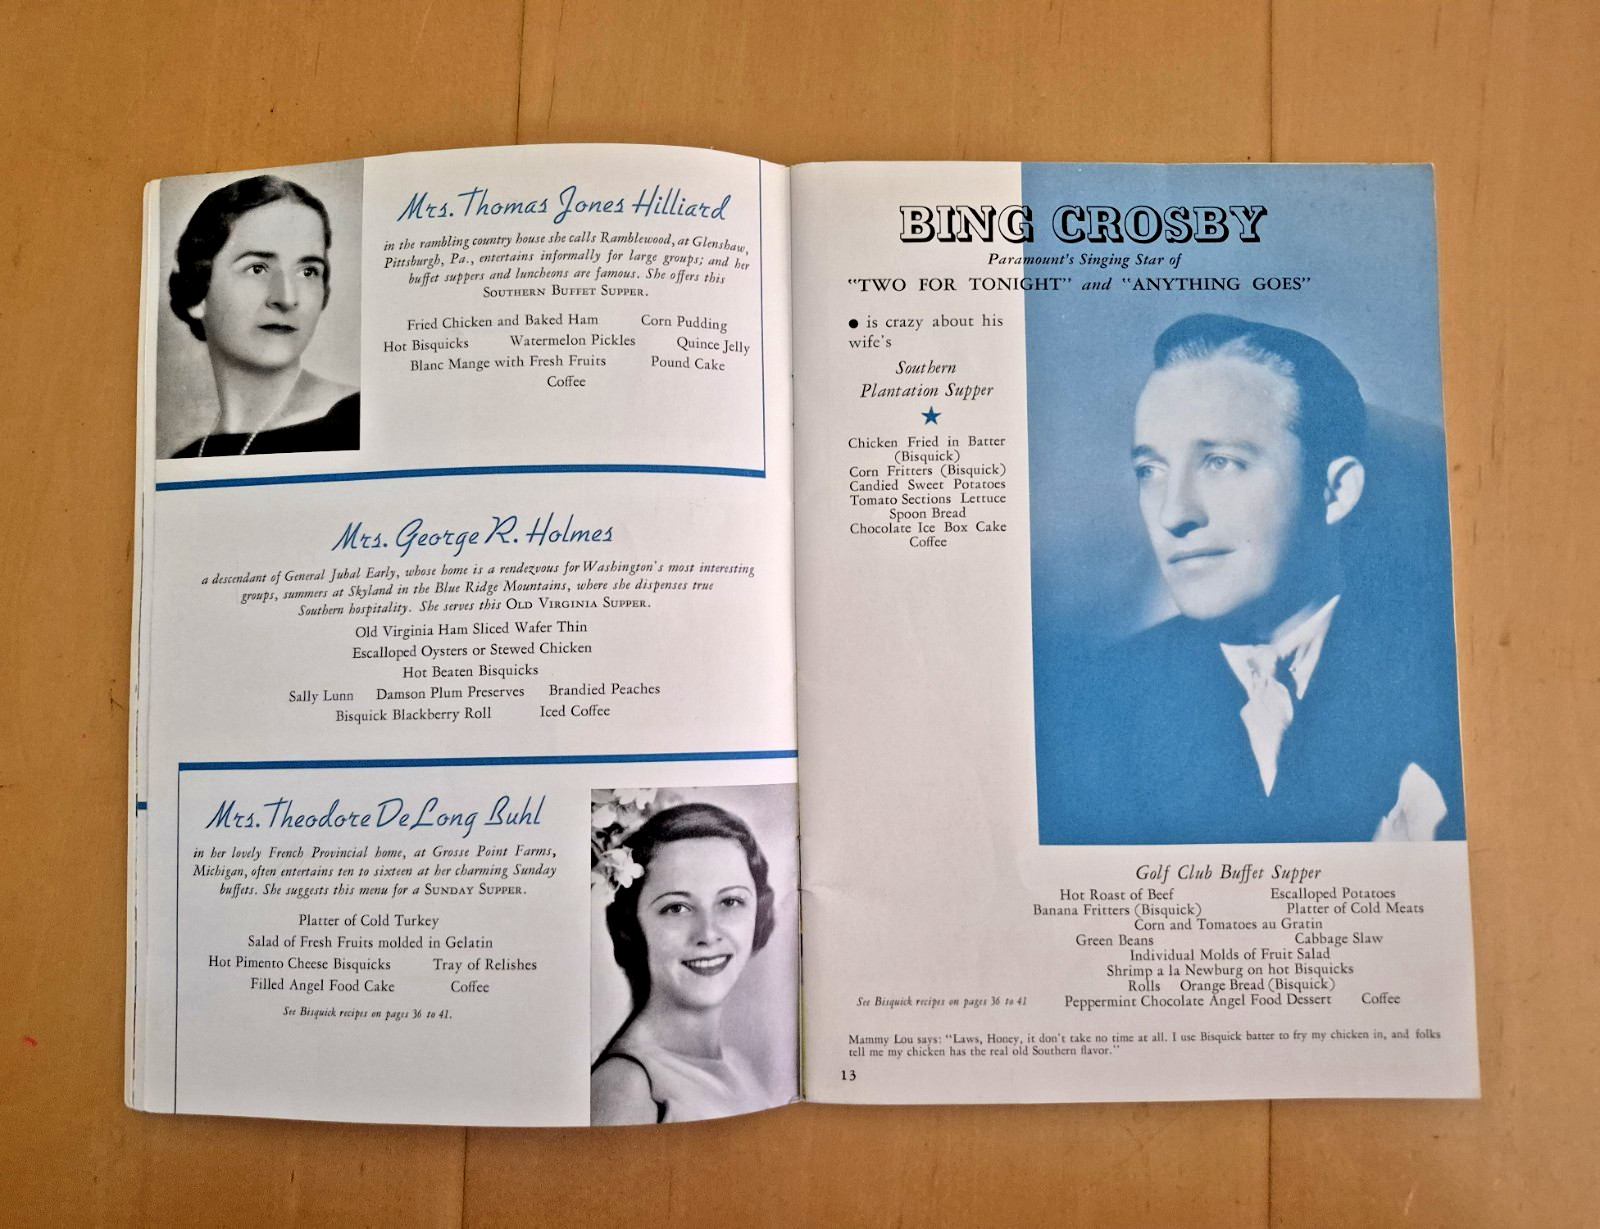 Mrs. Thomas Jones Hilliard
in the rambling country house she calls Ramblewood, at Glenshaw,
Pittsburgh, Pa., entertains informally for large groups; and her
buffet suppers and luncheons are famous. She offers this
SOUTHERN BUFFET SUPPER.
Fried Chicken and Baked Ham Corn Pudding
Hot Bisquicks Watermelon Pickles Quince Jelly
Blanc Mange with Fresh Fruits Pound Cake
Coffee
Mrs. George R. Holmes
a descendant of General Jubal Early, whose home is a rendezvous for Washington's most interesting
groups, summers at Skyland in the Blue Ridge Mountains, where she dispenses true
Southern hospitality. She serves this OLD VIRGINIA SUPPER.
Old Virginia Ham Sliced Wafer Thin
Escalloped Oysters or Stewed Chicken
Hot Beaten Bisquicks
Sally Lunn Damson Plum Preserves Brandied Peaches
Bisquick Blackberry Roll Iced Coffee
Mrs. Theodore DeLong Buhl
in her lovely French Provincial home, at Grosse Point Farms,
Michigan, often entertains ten to sixteen at her charming Sunday
buffets. She suggests this menu for a SUNDAY SUPPER.
Platter of Cold Turkey
Salad of Fresh Fruits molded in Gelatin
Hot Pimento Cheese Bisquicks Tray of Relishes
Filled Angel Food Cake Coffee
See Bisquick recipes on pages 36 to 41.
BING CROSBY
Paramount's Singing Star of
"TWO FOR TONIGHT" and "ANYTHING GOES"
● is crazy about his
wife's
Southern
Plantation Supper
★
Chicken Fried in Batter
(Bisquick)
Corn Fritters (Bisquick)
Candied Sweet Potatoes
Tomato Sections Lettuce
Spoon Bread
Chocolate Ice Box Cake
Coffee
Golf Club Buffet Supper
Hot Roast of Beef Escalloped Potatoes
Banana Fritters (Bisquick) Platter of Cold Meats
Corn and Tomatoes au Gratin
Green Beans Cabbage Slaw
Individual Molds of Fruit Salad
Shrimp a la Newburg on hot Bisquicks
Rolls Orange Bread (Bisquick)
Peppermint Chocolate Angel Food Dessert Coffee
See Bisquick recipes on pages 36 to 41
Mammy Lou says: "Laws, Honey, it don't take no time at all. I use Bisquick batter to fry my chicken in, and folks
tell me my chicken has the real old Southern flavor."
13